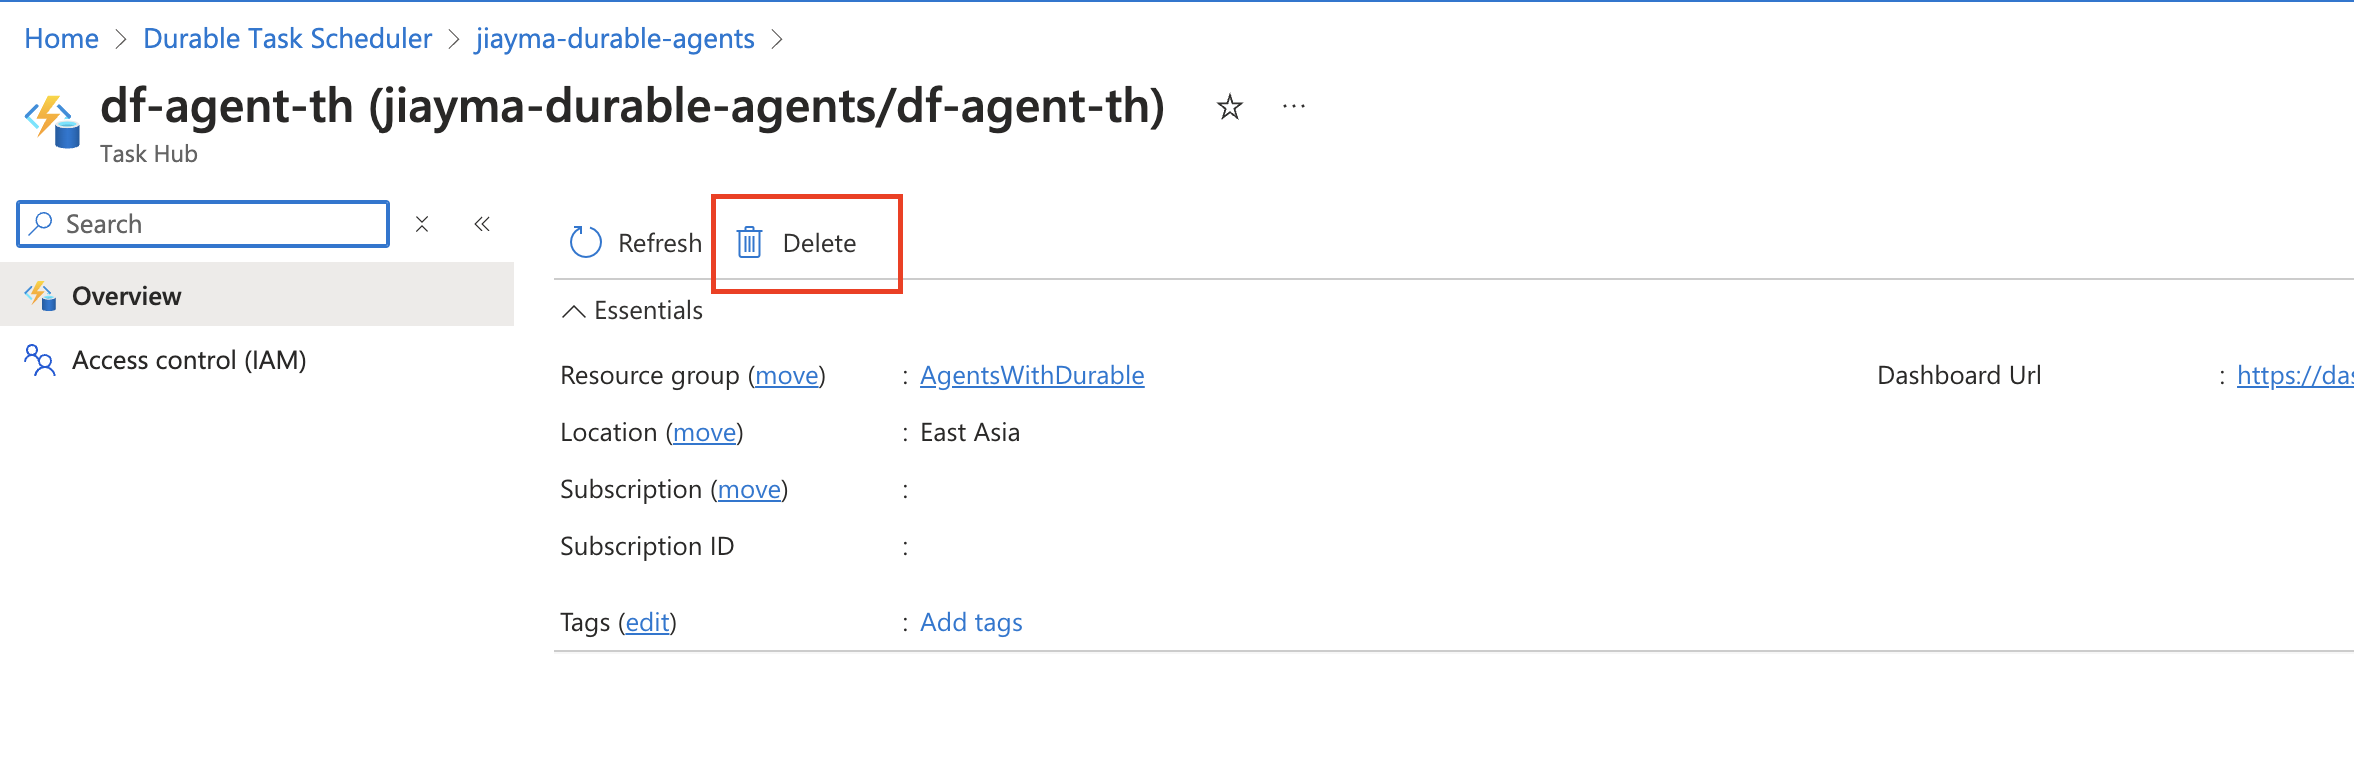 Home > Durable Task Scheduler > jiayma-durable-agents >
df-agent-th (jiayma-durable-agents/df-agent-th) ☆ ...
Task Hub
Search
Refresh Delete
Overview
Essentials
Access control (IAM)
Resource group (move) : AgentsWithDurable Dashboard Url : https://das
Location (move) : East Asia
Subscription (move) :
Subscription ID :
Tags (edit) : Add tags